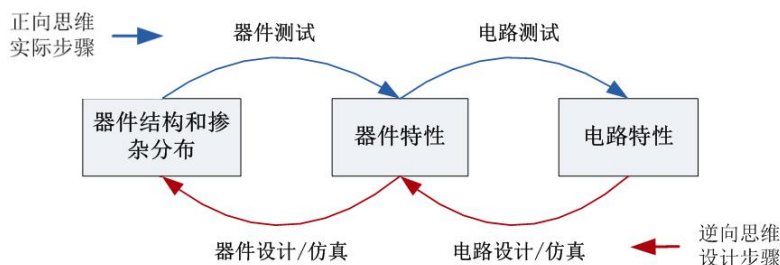 正向思维
实际步骤
器件测试
电路测试
器件结构和掺
杂分布
器件特性
电路特性
器件设计/仿真
电路设计/仿真
逆向思维
设计步骤